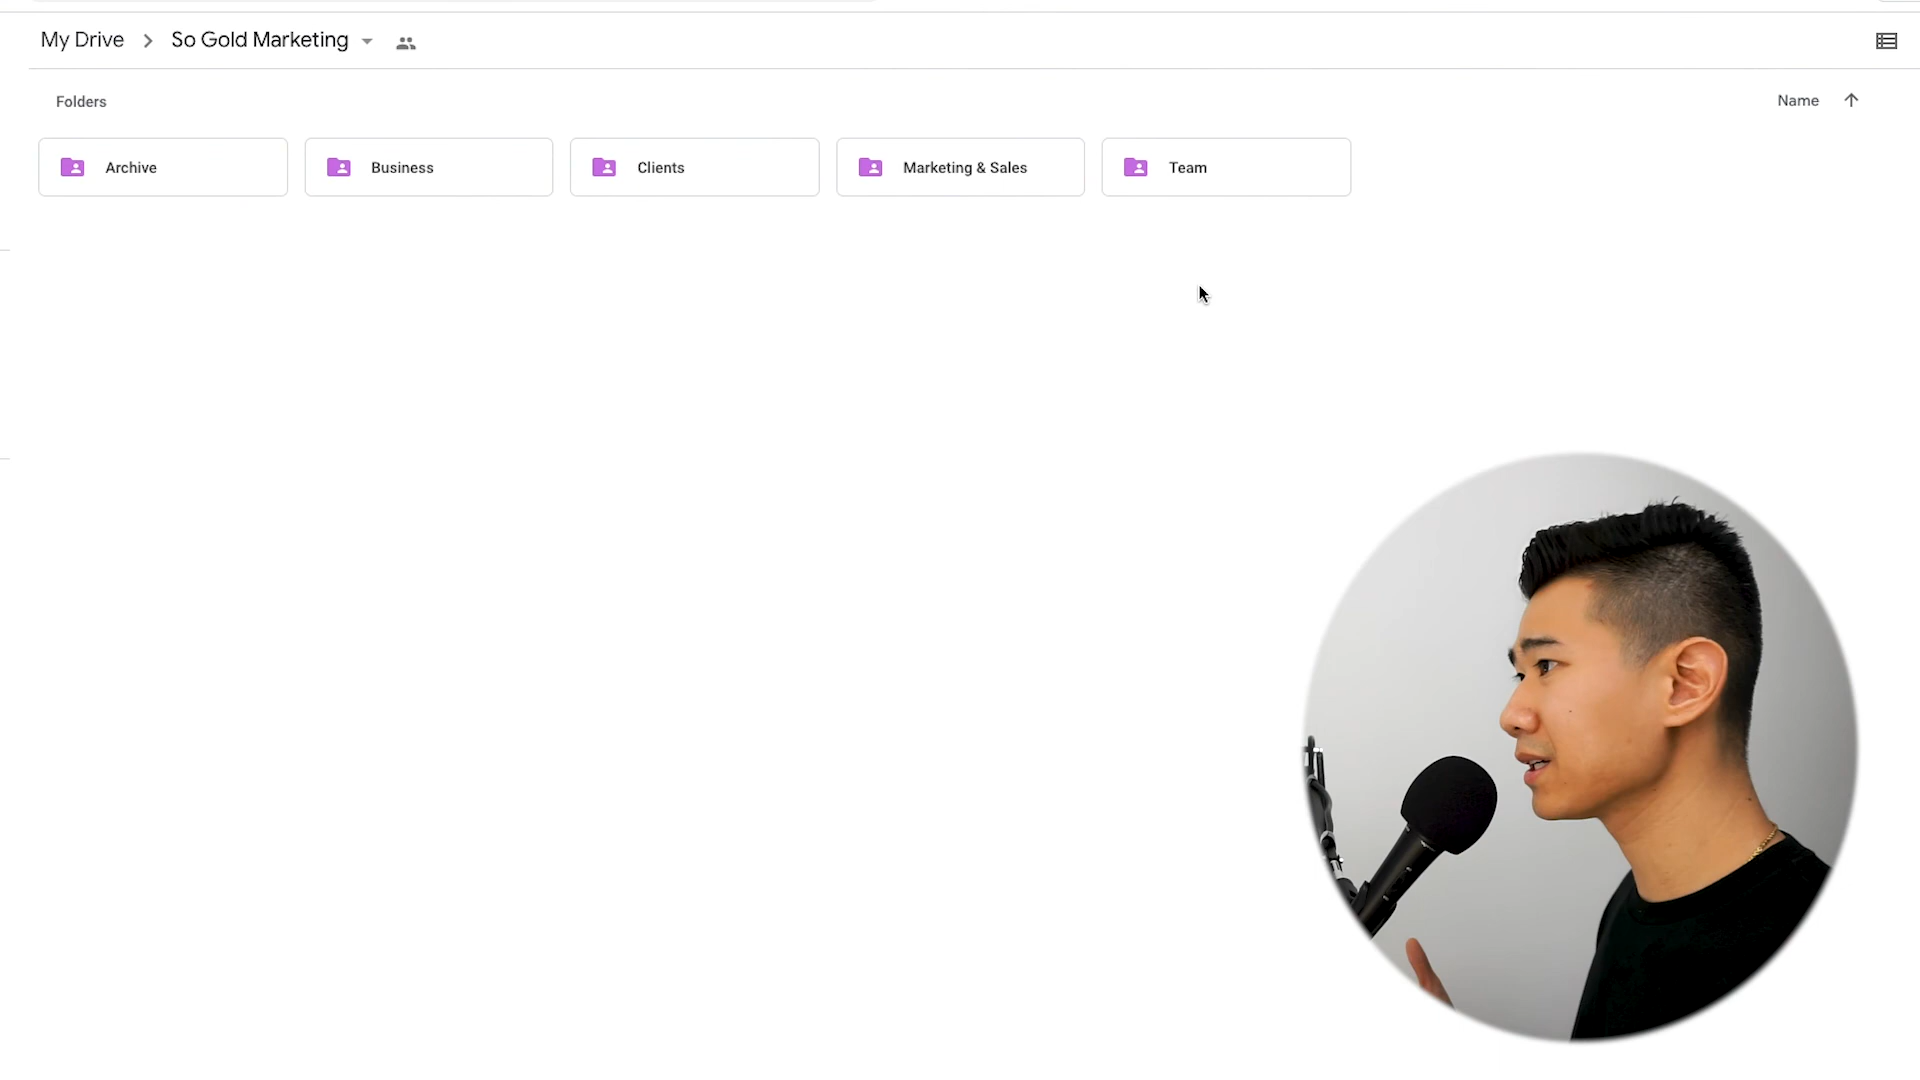 My Drive > So Gold Marketing
Folders
Name
Archive
Business
Clients
Marketing & Sales
Team